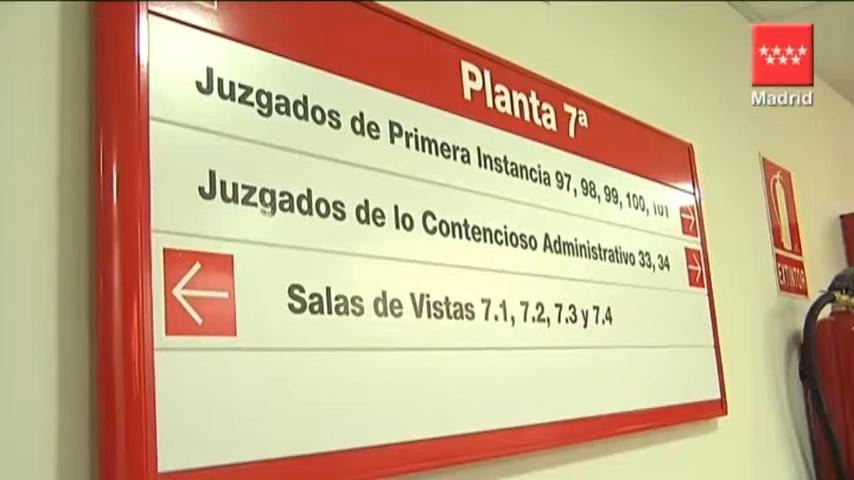 Planta 7ª
Juzgados de Primera Instancia 97, 98, 99, 100, 101
Juzgados de lo Contencioso Administrativo 33, 34
Salas de Vistas 7.1, 7.2, 7.3 y 7.4
Madrid
EXTINTOR